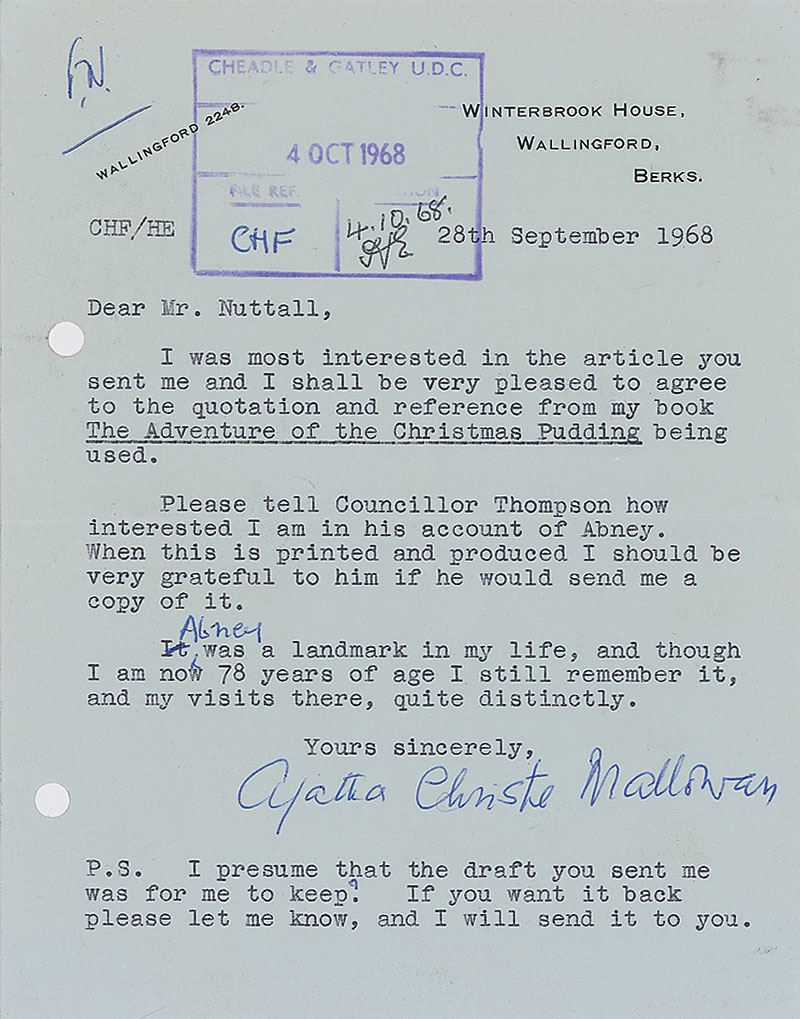 F.N.
CHEADLE & GATLEY U.D.C.
WALLINGFORD 2248.
WINTERBROOK HOUSE,
WALLINGFORD,
BERKS.
4 OCT 1968
FILE REF.
CHF/HE
CHF
4.10.68.
28th September 1968
Dear Mr. Nuttall,
I was most interested in the article you
sent me and I shall be very pleased to agree
to the quotation and reference from my book
The Adventure of the Christmas Pudding being
used.
Please tell Councillor Thompson how
interested I am in his account of Abney.
When this is printed and produced I should be
very grateful to him if he would send me a
copy of it.
Abney
It was a landmark in my life, and though
I am now 78 years of age I still remember it,
and my visits there, quite distinctly.
Yours sincerely,
Agatha Christie Mallowan
P.S. I presume that the draft you sent me
was for me to keep? If you want it back
please let me know, and I will send it to you.